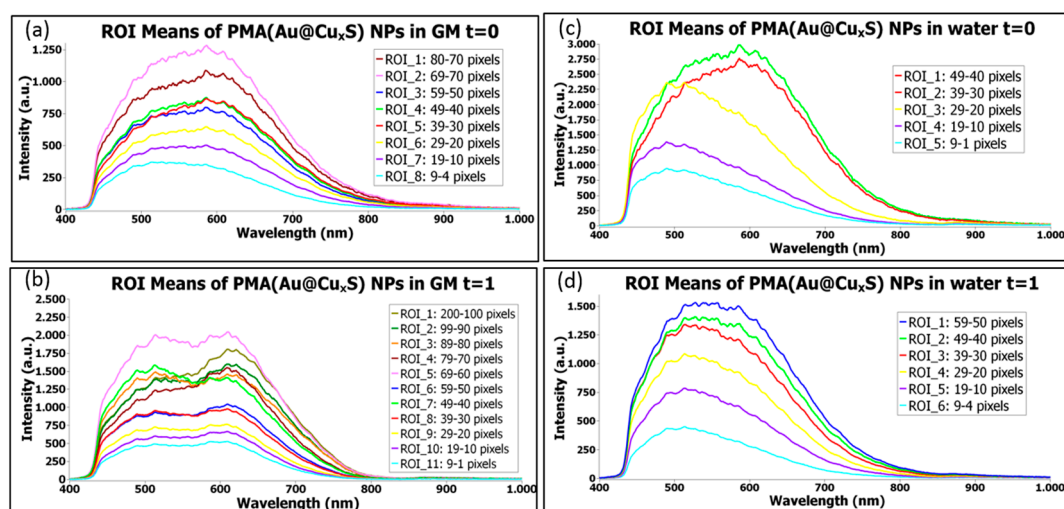 (a)
ROI Means of PMA(Au@CuxS) NPs in GM t=0
Intensity (a.u.)
1.250
1.000
750
500
250
0
400 500 600 700 800 900 1.000
Wavelength (nm)
ROI_1: 80-70 pixels
ROI_2: 69-70 pixels
ROI_3: 59-50 pixels
ROI_4: 49-40 pixels
ROI_5: 39-30 pixels
ROI_6: 29-20 pixels
ROI_7: 19-10 pixels
ROI_8: 9-4 pixels
(c)
ROI Means of PMA(Au@CuxS) NPs in water t=0
Intensity (a.u.)
3.000
2.750
2.500
2.250
2.000
1.750
1.500
1.250
1.000
750
500
250
0
400 500 600 700 800 900 1.000
Wavelength (nm)
ROI_1: 49-40 pixels
ROI_2: 39-30 pixels
ROI_3: 29-20 pixels
ROI_4: 19-10 pixels
ROI_5: 9-1 pixels
(b)
ROI Means of PMA(Au@CuxS) NPs in GM t=1
Intensity (a.u.)
2.500
2.250
2.000
1.750
1.500
1.250
1.000
750
500
250
0
400 500 600 700 800 900 1.000
Wavelength (nm)
ROI_1: 200-100 pixels
ROI_2: 99-90 pixels
ROI_3: 89-80 pixels
ROI_4: 79-70 pixels
ROI_5: 69-60 pixels
ROI_6: 59-50 pixels
ROI_7: 49-40 pixels
ROI_8: 39-30 pixels
ROI_9: 29-20 pixels
ROI_10: 19-10 pixels
ROI_11: 9-1 pixels
(d)
ROI Means of PMA(Au@CuxS) NPs in water t=1
Intensity (a.u.)
1.500
1.250
1.000
750
500
250
0
400 500 600 700 800 900 1.000
Wavelength (nm)
ROI_1: 59-50 pixels
ROI_2: 49-40 pixels
ROI_3: 39-30 pixels
ROI_4: 29-20 pixels
ROI_5: 19-10 pixels
ROI_6: 9-4 pixels